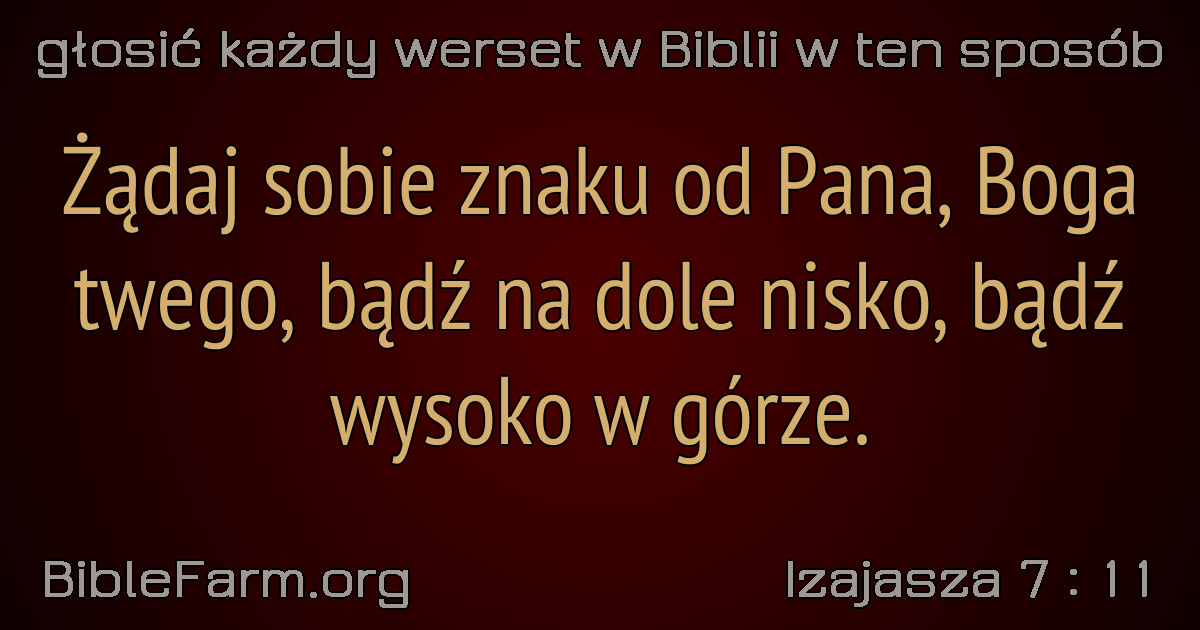 głosić każdy werset w Biblii w ten sposób
Żądaj sobie znaku od Pana, Boga
twego, bądź na dole nisko, bądź
wysoko w górze.
BibleFarm.org
Izajasza 7 : 11